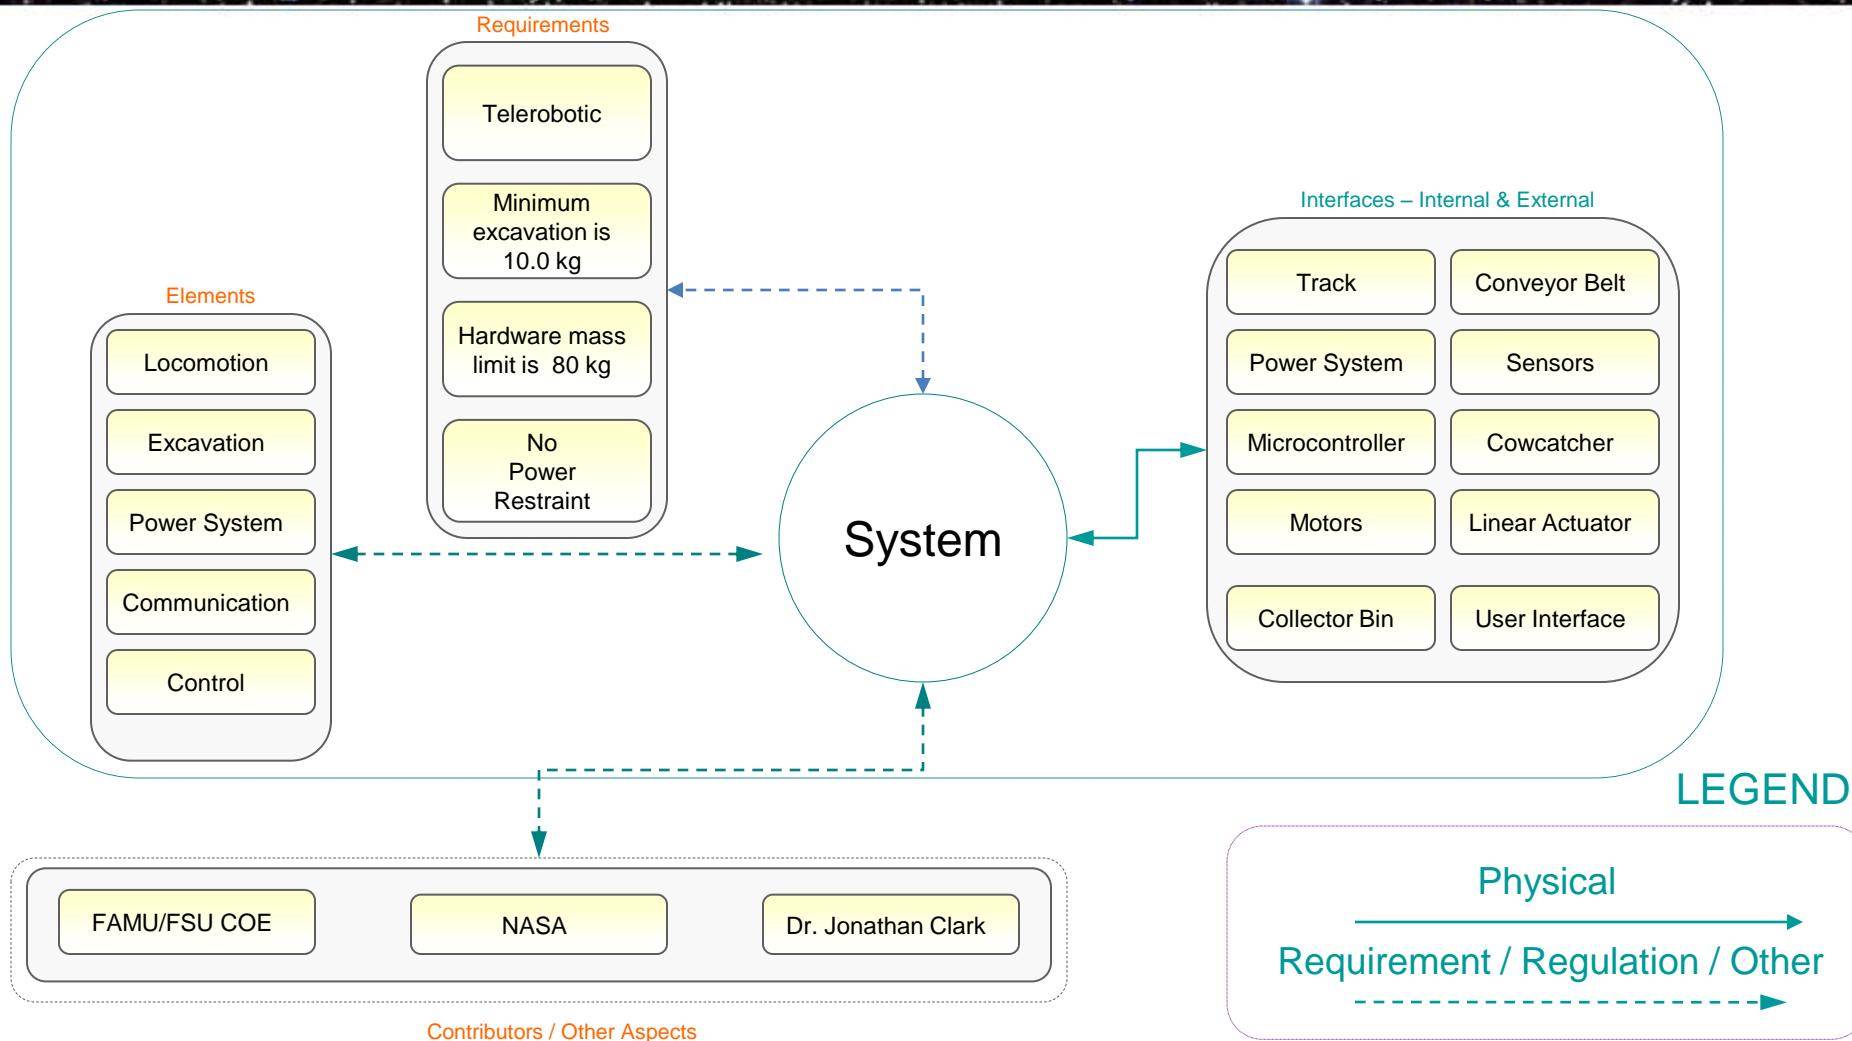 Requirements
Telerobotic
Minimum
excavation is
10.0 kg
Hardware mass
limit is 80 kg
No
Power
Restraint
Elements
Locomotion
Excavation
Power System
Communication
Control
System
Interfaces – Internal & External
Track
Conveyor Belt
Power System
Sensors
Microcontroller
Cowcatcher
Motors
Linear Actuator
Collector Bin
User Interface
FAMU/FSU COE
NASA
Dr. Jonathan Clark
Contributors / Other Aspects
LEGEND
Physical
Requirement / Regulation / Other